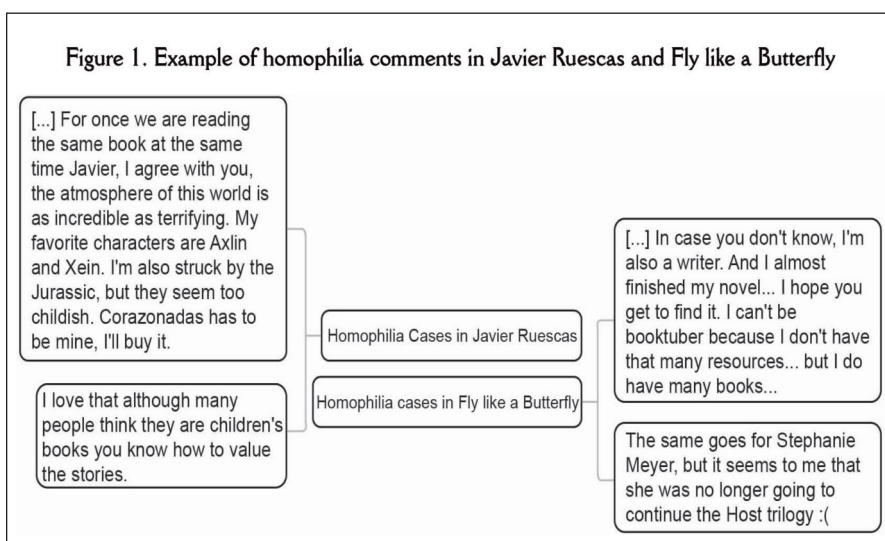 Figure 1. Example of homophilia comments in Javier Ruescas and Fly like a Butterfly
[...] For once we are reading
the same book at the same
time Javier, I agree with you,
the atmosphere of this world is
as incredible as terrifying. My
favorite characters are Axlin
and Xein. I'm also struck by the
Jurassic, but they seem too
childish. Corazonadas has to
be mine, I'll buy it.
I love that although many
people think they are children's
books you know how to value
the stories.
Homophilia Cases in Javier Ruescas
Homophilia cases in Fly like a Butterfly
[...] In case you don't know, I'm
also a writer. And I almost
finished my novel... I hope you
get to find it. I can't be
booktuber because I don't have
that many resources... but I do
have many books...
The same goes for Stephanie
Meyer, but it seems to me that
she was no longer going to
continue the Host trilogy :(